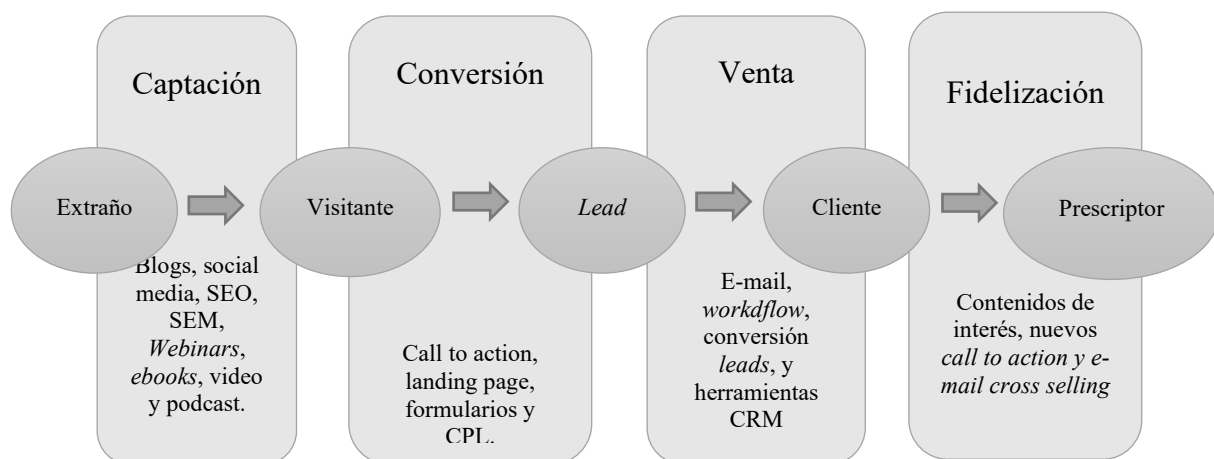 Captación
Conversión
Venta
Fidelización
Extraño
Visitante
Lead
Cliente
Prescriptor
Blogs, social
media, SEO,
SEM,
Webinars,
ebooks, video
y podcast.
Call to action,
landing page,
formularios y
CPL.
E-mail,
workdflow,
conversión
leads, y
herramientas
CRM
Contenidos de
interés, nuevos
call to action y e-
mail cross selling